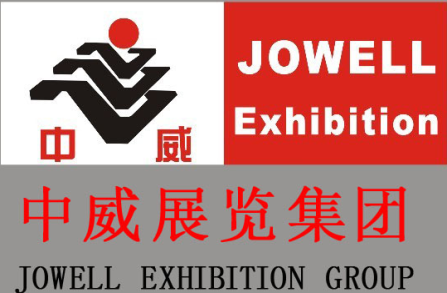 中威
JOWELL
Exhibition
中威展览集团
JOWELL EXHIBITION GROUP